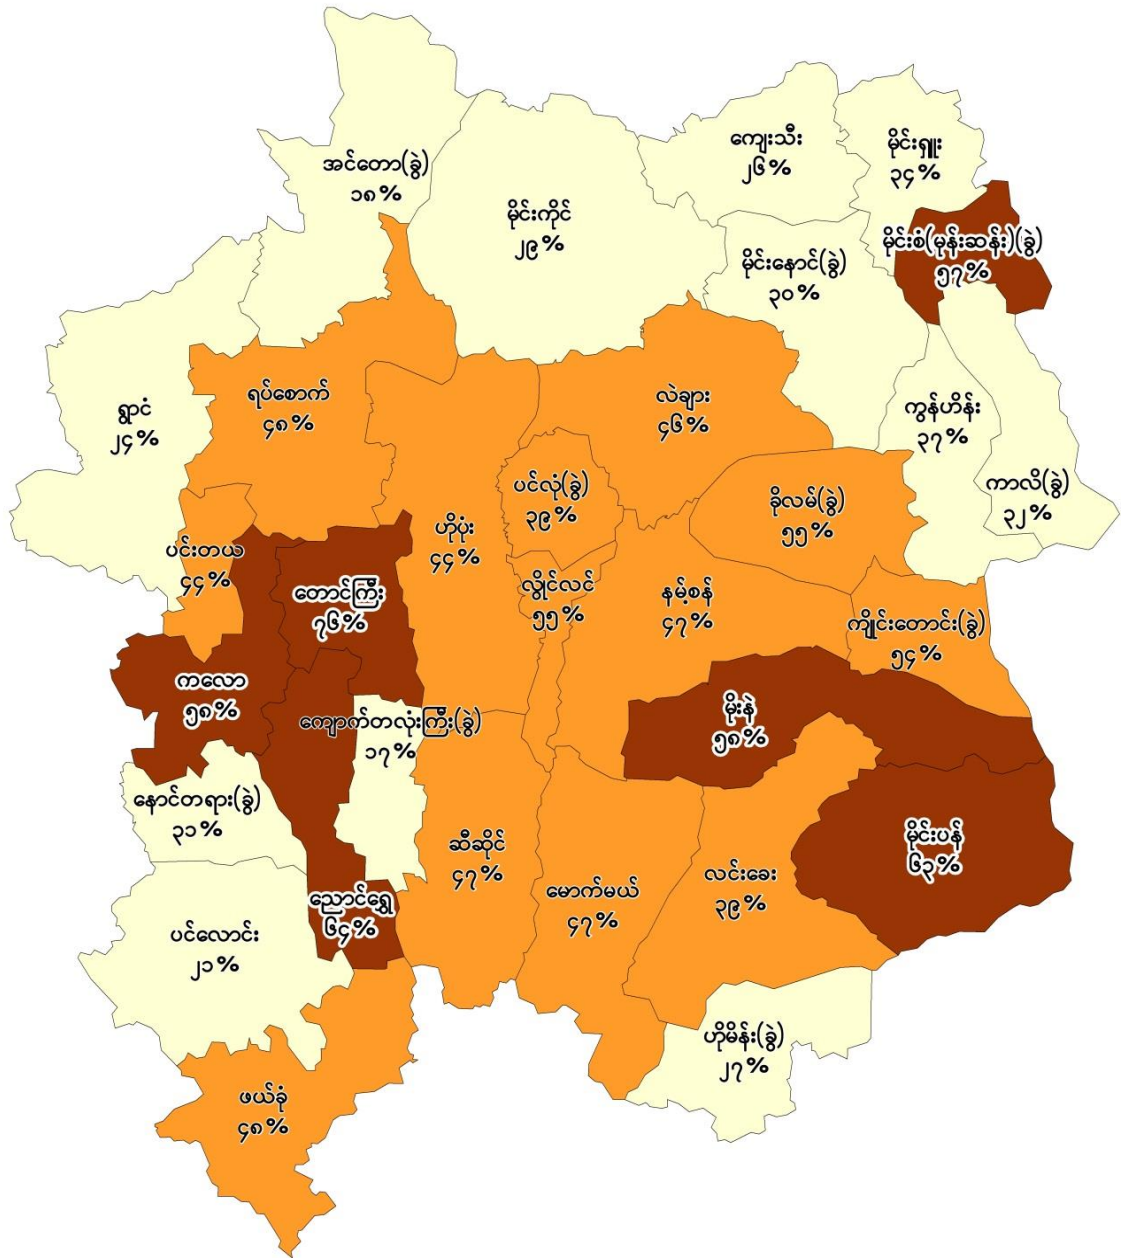 ကျေးသီး
၂၆%
မိုင်းရှူး
၃၄%
အင်တော(ခွဲ)
၁၈%
မိုင်းကိုင်
၂၉%
မိုင်းစံ(မုန်းဆန်း)(ခွဲ)
၅၇%
မိုင်းနောင်(ခွဲ)
၃၀%
ရပ်စောက်
၄၈%
လဲချား
၄၆%
ရွာငံ
၂၄%
ကွန်ဟိန်း
၃၇%
ပင်လုံ(ခွဲ)
၃၉%
ခိုလမ်(ခွဲ)
၅၅%
ကာလိ(ခွဲ)
၃၂%
ဟိုပုံး
၄၄%
ပင်းတယ
၄၄%
တောင်ကြီး
၇၆%
လွိုင်လင်
၅၅%
နမ့်စန်
၄၇%
ကျိုင်းတောင်း(ခွဲ)
၅၄%
ကလော
၅၈%
ကျောက်တလုံးကြီး(ခွဲ)
၁၇%
မိုးနဲ
၅၈%
နောင်တရား(ခွဲ)
၃၁%
ဆီဆိုင်
၄၇%
မိုင်းပန်
၆၃%
မောက်မယ်
၄၇%
လင်းခေး
၃၉%
ညောင်ရွှေ
၆၄%
ပင်လောင်း
၂၁%
ဟိုမိန်း(ခွဲ)
၂၇%
ဖယ်ခုံ
၄၈%